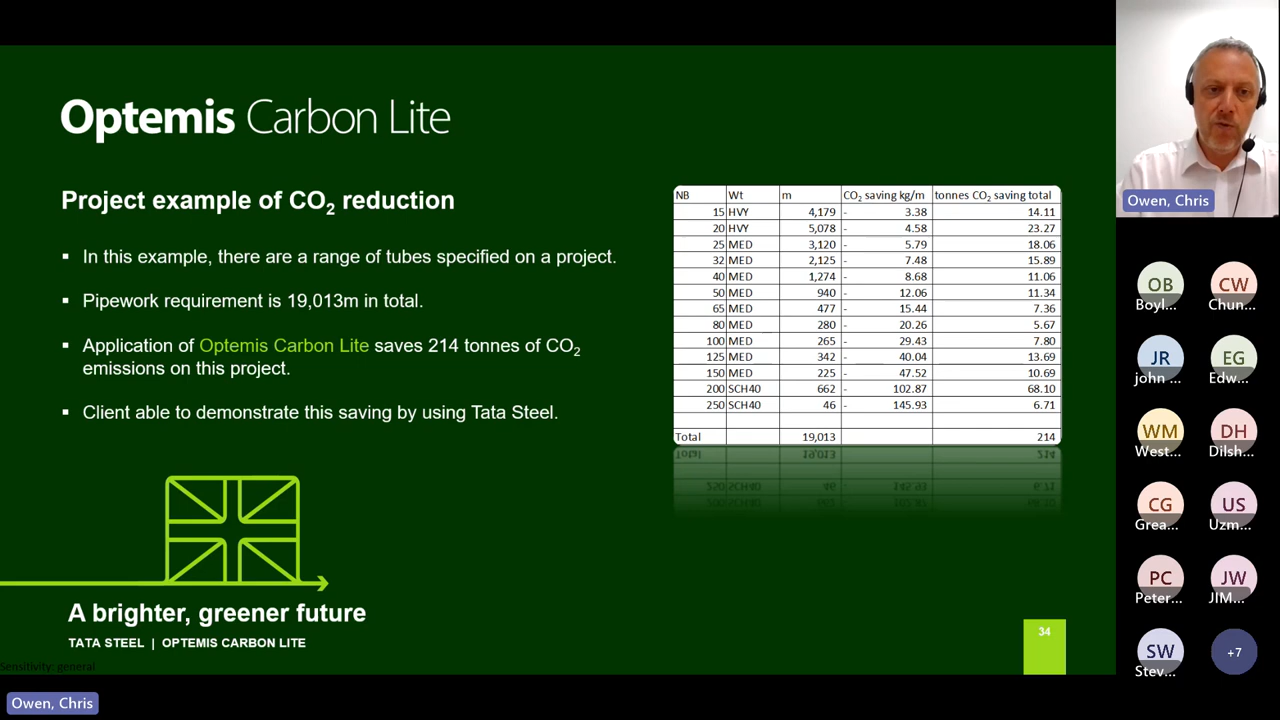 Optemis Carbon Lite
Project example of CO2 reduction
▪ In this example, there are a range of tubes specified on a project.
▪ Pipework requirement is 19,013m in total.
▪ Application of Optemis Carbon Lite saves 214 tonnes of CO2
emissions on this project.
▪ Client able to demonstrate this saving by using Tata Steel.
NB Wt m CO2 saving kg/m tonnes CO2 saving total
15 HVY 4,179 - 3.38 14.11
20 HVY 5,078 - 4.58 23.27
25 MED 3,120 - 5.79 18.06
32 MED 2,125 - 7.48 15.89
40 MED 1,274 - 8.68 11.06
50 MED 940 - 12.06 11.34
65 MED 477 - 15.44 7.36
80 MED 280 - 20.26 5.67
100 MED 265 - 29.43 7.80
125 MED 342 - 40.04 13.69
150 MED 225 - 47.52 10.69
200 SCH40 662 - 102.87 68.10
250 SCH40 46 - 145.93 6.71
Total 19,013 214
A brighter, greener future
TATA STEEL | OPTEMIS CARBON LITE
34
Sensitivity: general
Owen, Chris
Owen, Chris
OB CW
Boyl... Chun...
JR EG
john ... Edw...
WM DH
West... Dilsh...
CG US
Grea... Uzm...
PC JW
Peter... JIM...
SW +7
Stev...